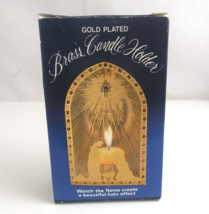 GOLD PLATED
Brass Candle Holder
Watch the flame create
a beautiful halo effect